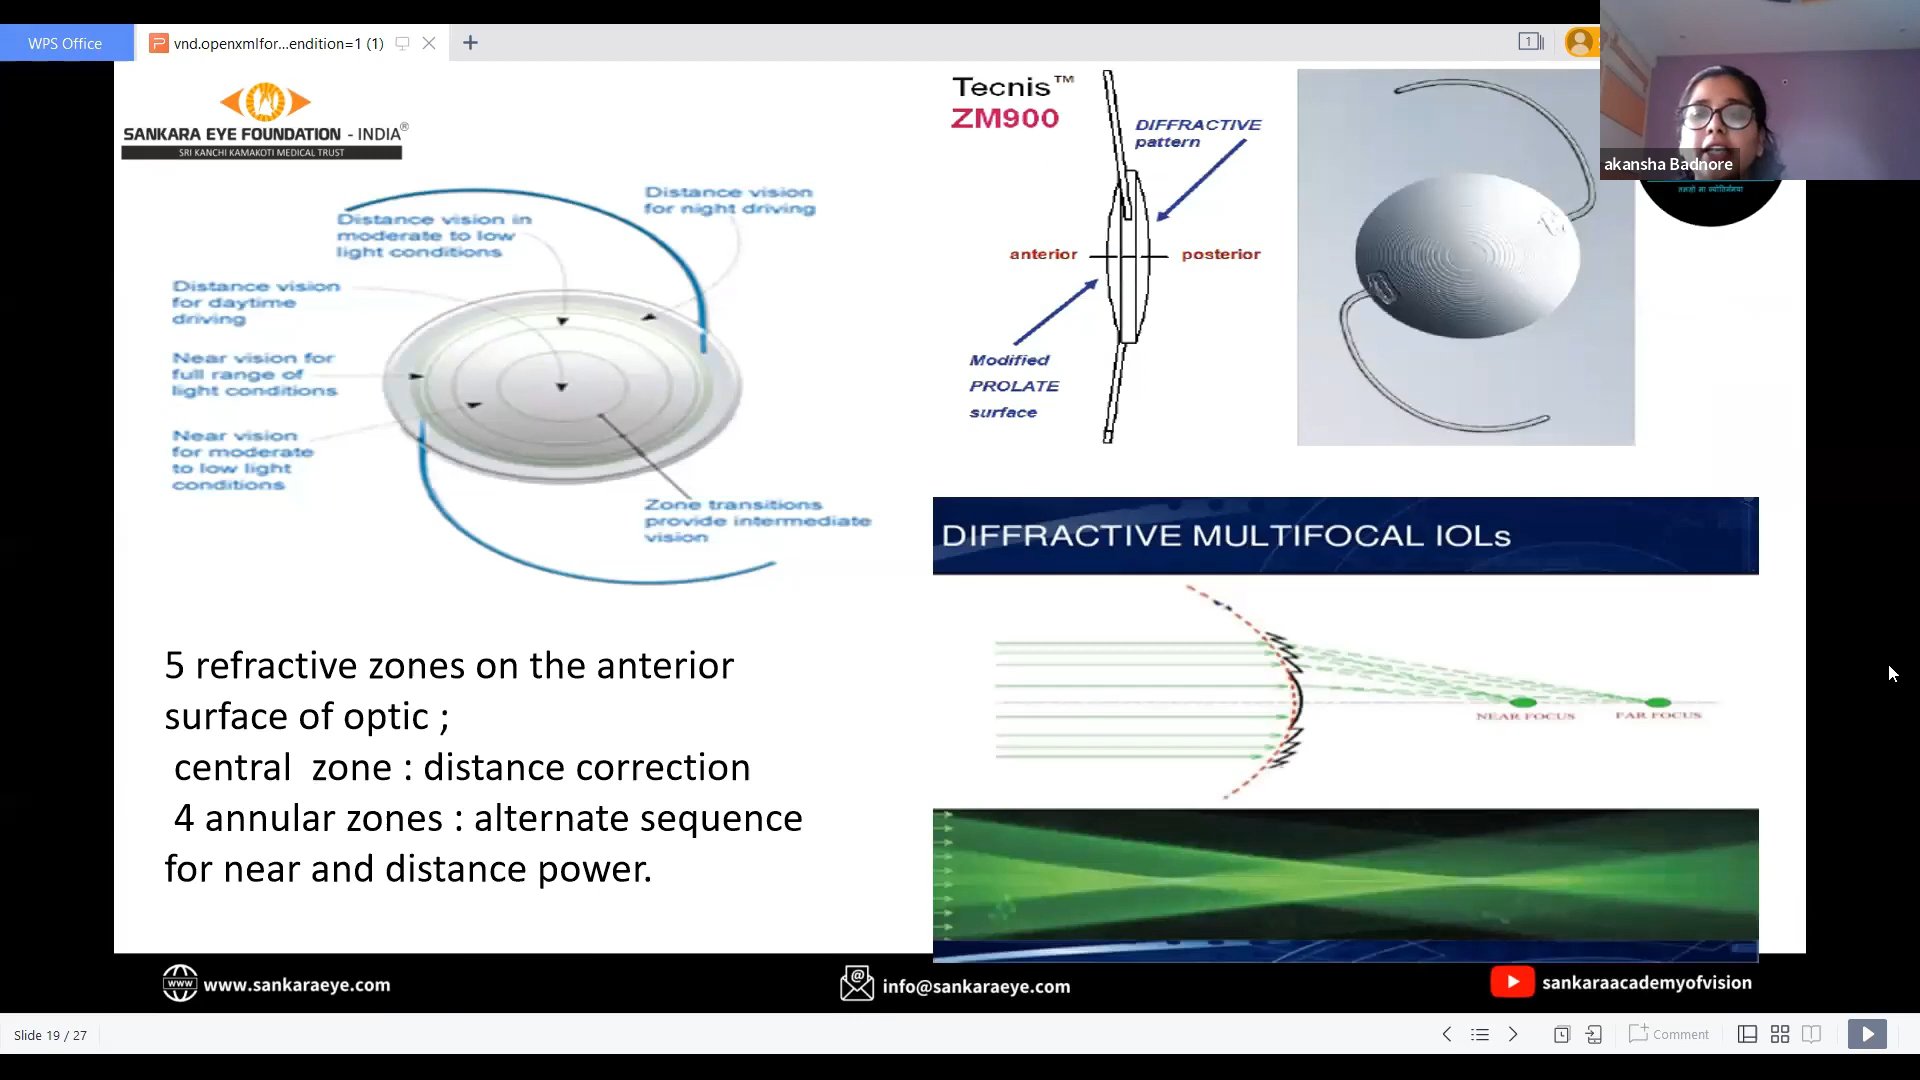 WPS Office
vnd.openxmlfor...endition=1 (1)
1
SANKARA EYE FOUNDATION - INDIA®
SRI KANCHI KAMAKOTI MEDICAL TRUST
Distance vision in
moderate to low
light conditions
Distance vision
for night driving
Distance vision
for daytime
driving
Near vision for
full range of
light conditions
Near vision
for moderate
to low light
conditions
Zone transitions
provide intermediate
vision
Tecnis™
ZM900
DIFFRACTIVE
pattern
anterior
posterior
Modified
PROLATE
surface
akansha Badnore
तमसो मा ज्योतिर्गमया
DIFFRACTIVE MULTIFOCAL IOLs
NEAR FOCUS
FAR FOCUS
5 refractive zones on the anterior
surface of optic ;
central zone : distance correction
4 annular zones : alternate sequence
for near and distance power.
www
www.sankaraeye.com
@
info@sankaraeye.com
sankaraacademyofvision
Slide 19 / 27
Comment